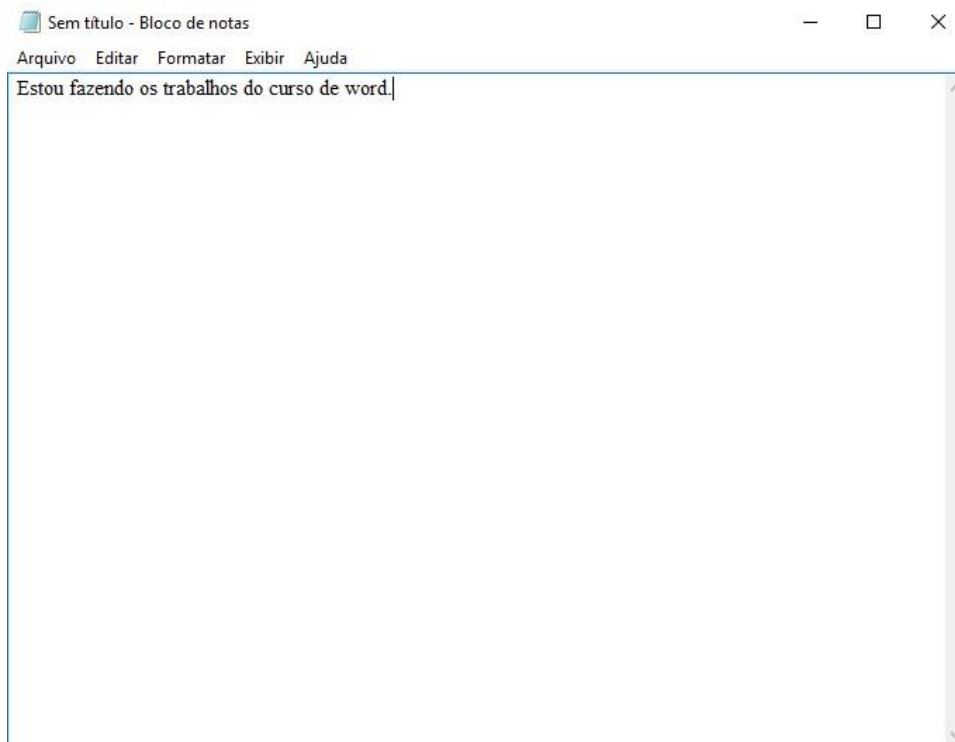 Sem título - Bloco de notas
Arquivo Editar Formatar Exibir Ajuda
Estou fazendo os trabalhos do curso de word.